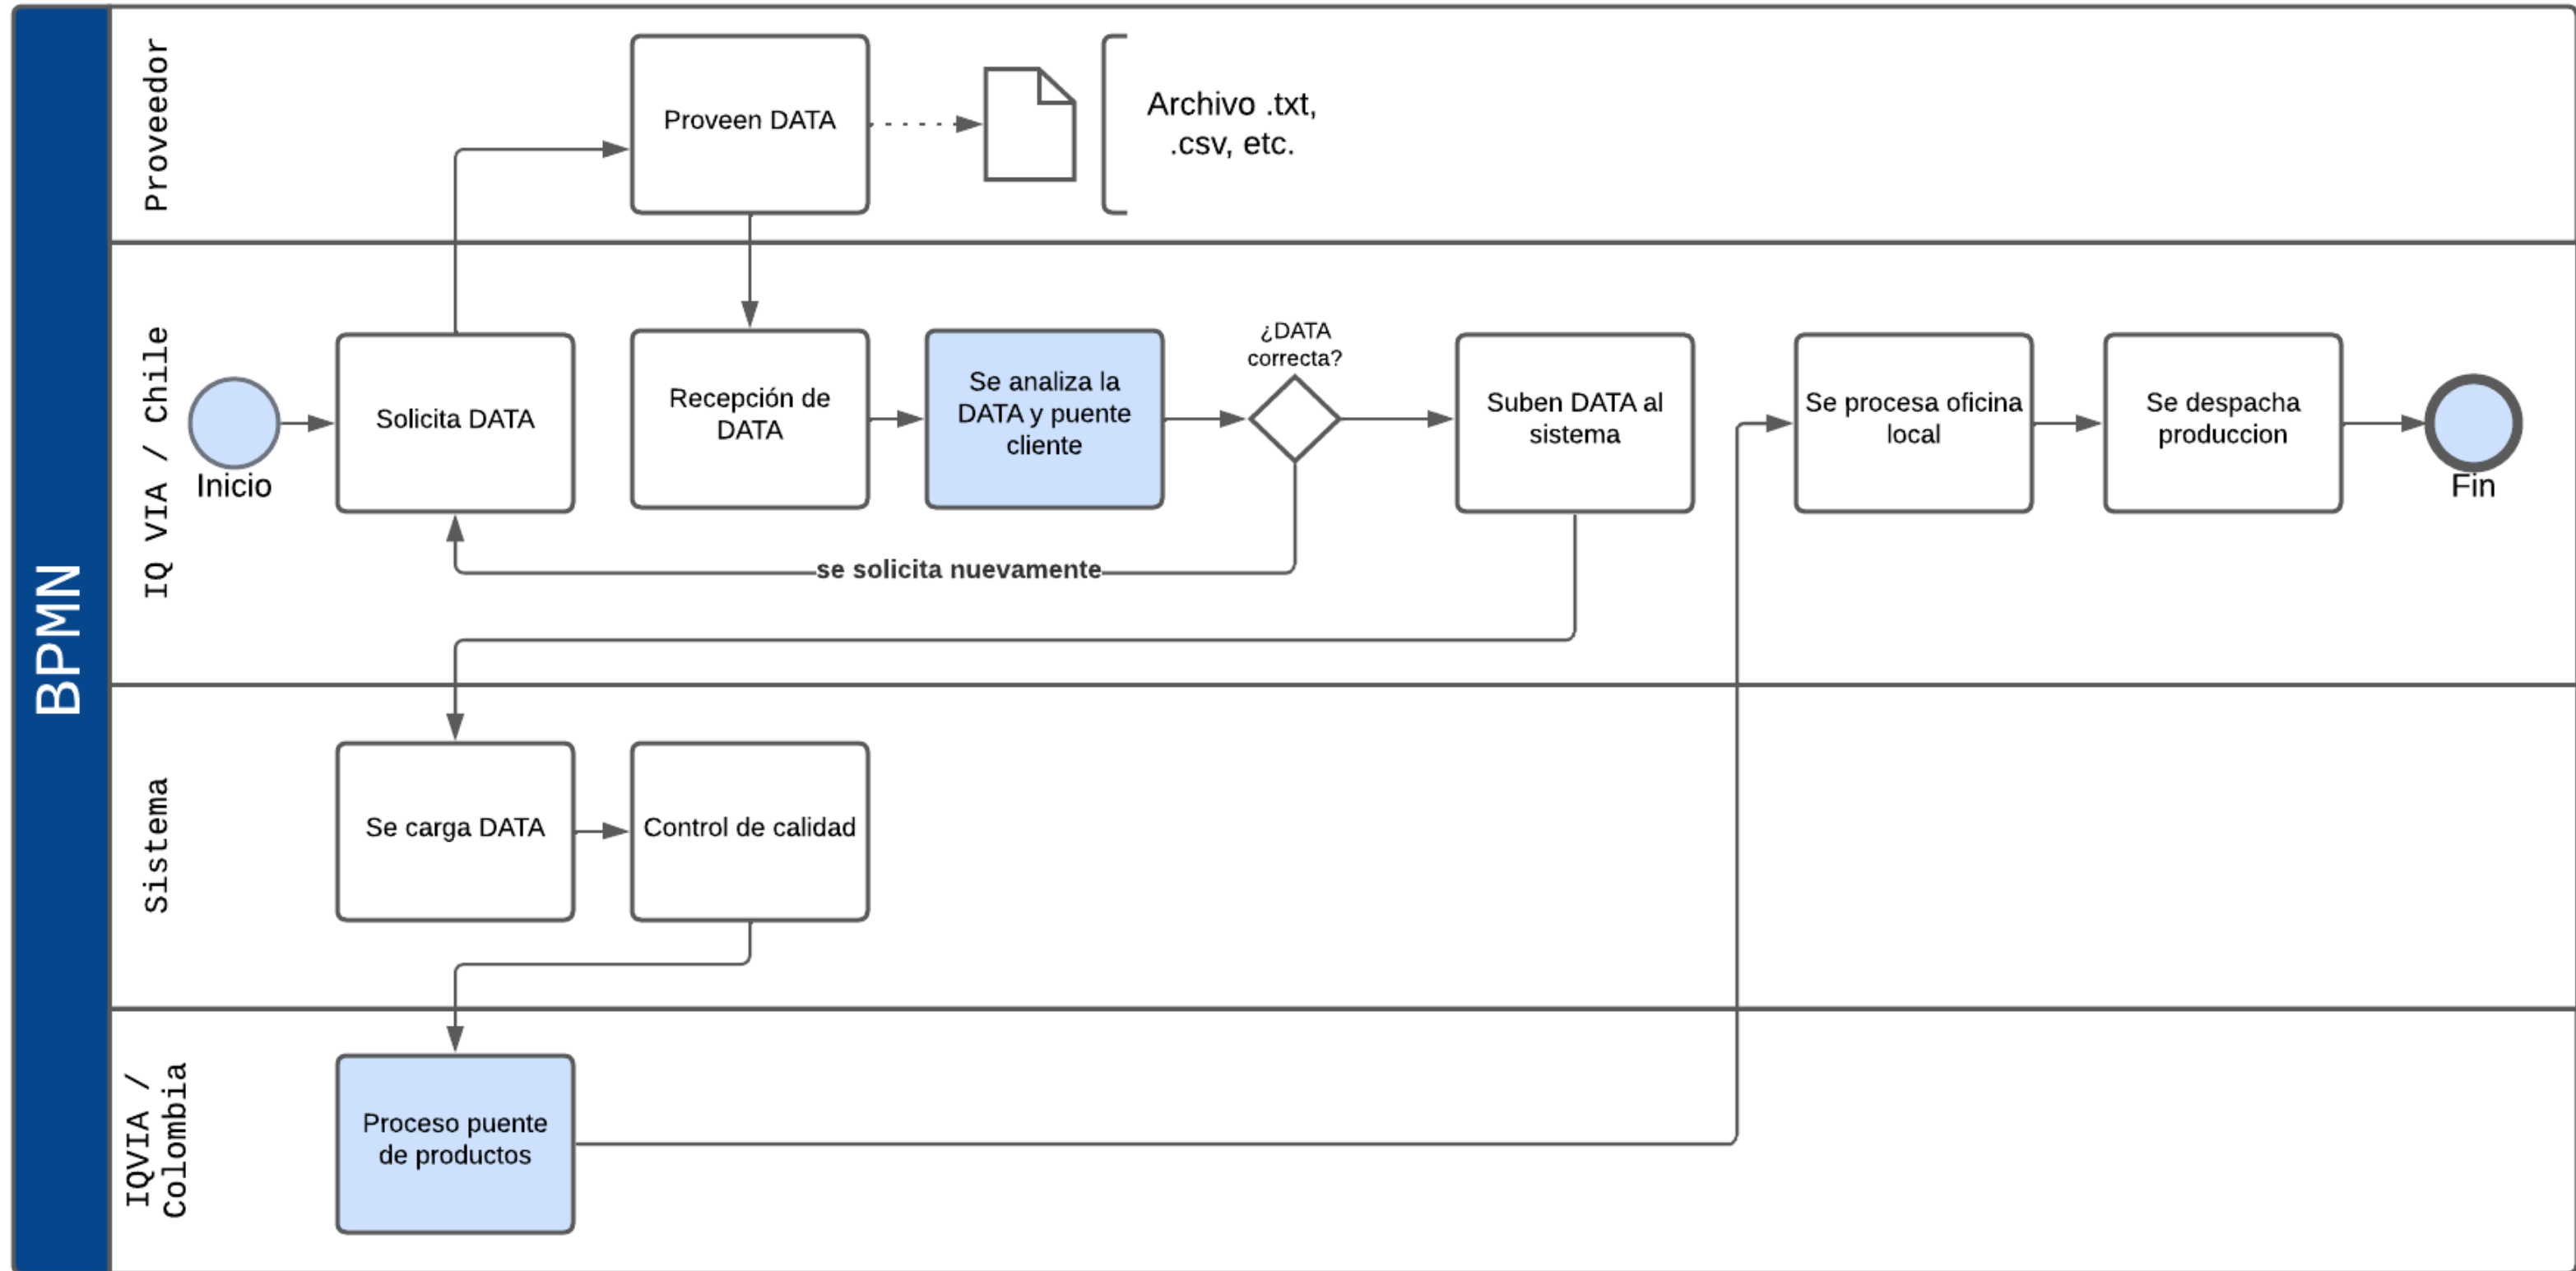 BPMN
Proveedor
Proveen DATA
Archivo .txt,
.csv, etc.
IQ VIA / Chile
Inicio
Solicita DATA
Recepción de
DATA
Se analiza la
DATA y puente
cliente
¿DATA
correcta?
Suben DATA al
sistema
Se procesa oficina
local
Se despacha
produccion
Fin
se solicita nuevamente
Sistema
Se carga DATA
Control de calidad
IQVIA /
Colombia
Proceso puente
de productos